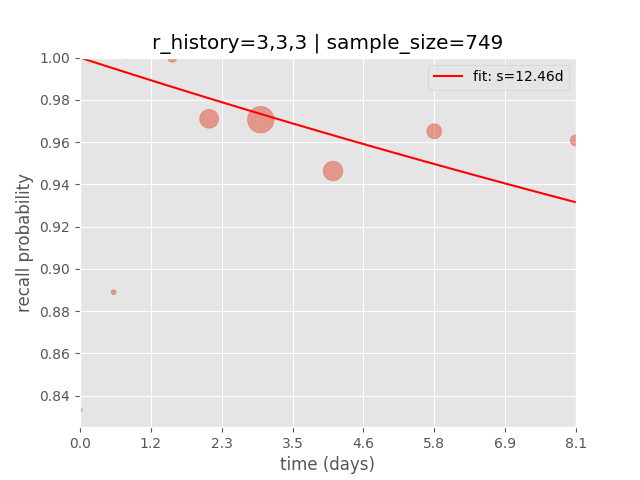 r_history=3,3,3 | sample_size=749
fit: s=12.46d
1.00
0.98
0.96
0.94
0.92
0.90
0.88
0.86
0.84
recall probability
0.0 1.2 2.3 3.5 4.6 5.8 6.9 8.1
time (days)